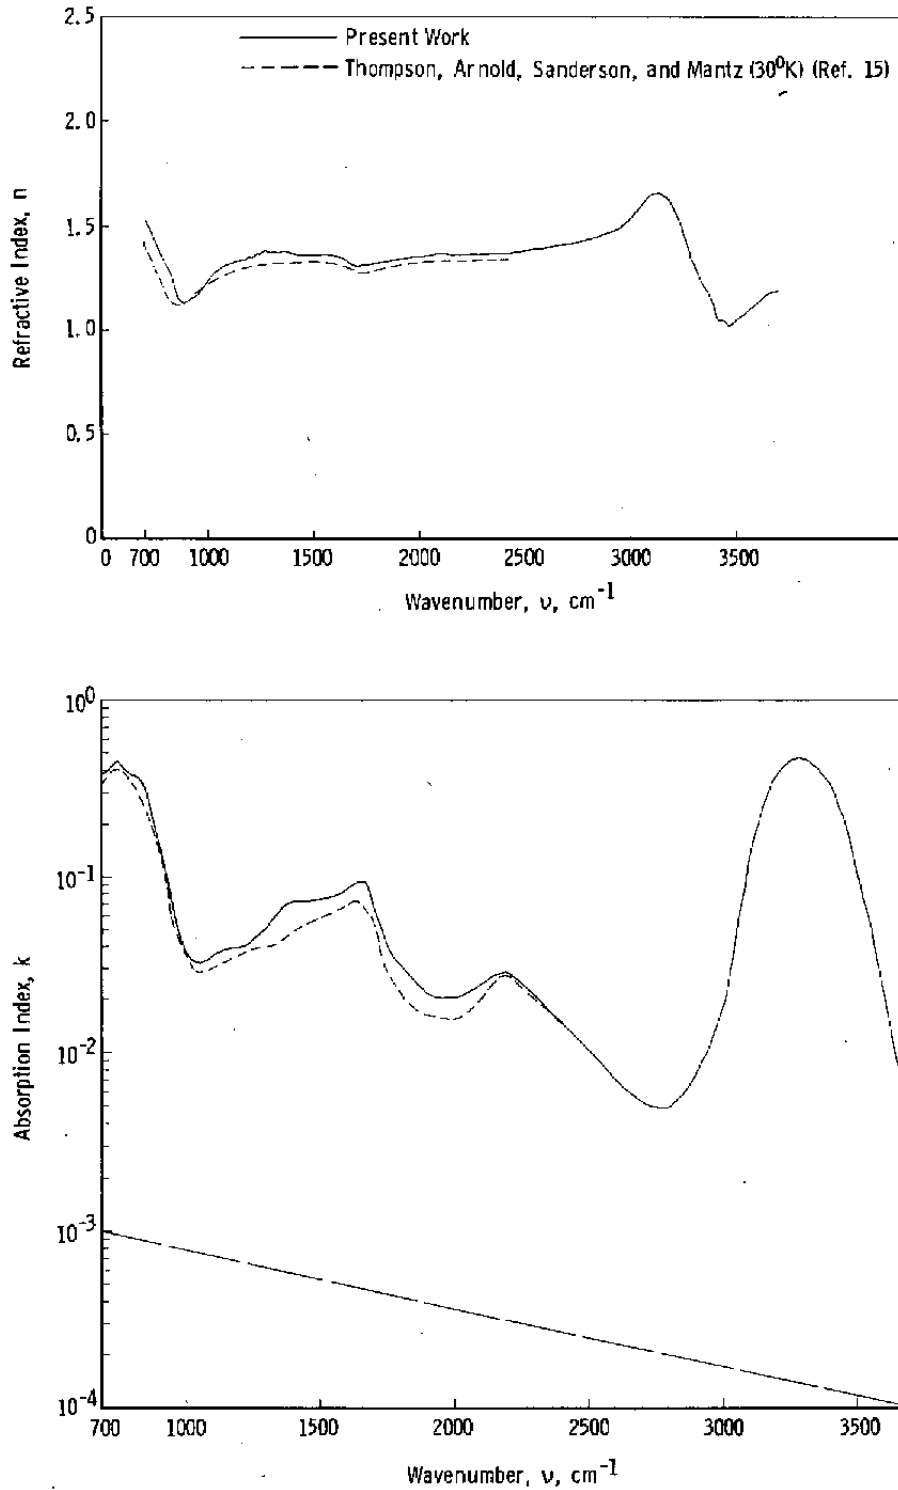 2.5
Present Work
Thompson, Arnold, Sanderson, and Mantz (30⁰K) (Ref. 15)
2.0
1.5
1.0
0.5
0
Refractive Index, n
0 700 1000 1500 2000 2500 3000 3500
Wavenumber, ν, cm⁻¹
10⁰
10⁻¹
10⁻²
10⁻³
10⁻⁴
Absorption Index, k
700 1000 1500 2000 2500 3000 3500
Wavenumber, ν, cm⁻¹